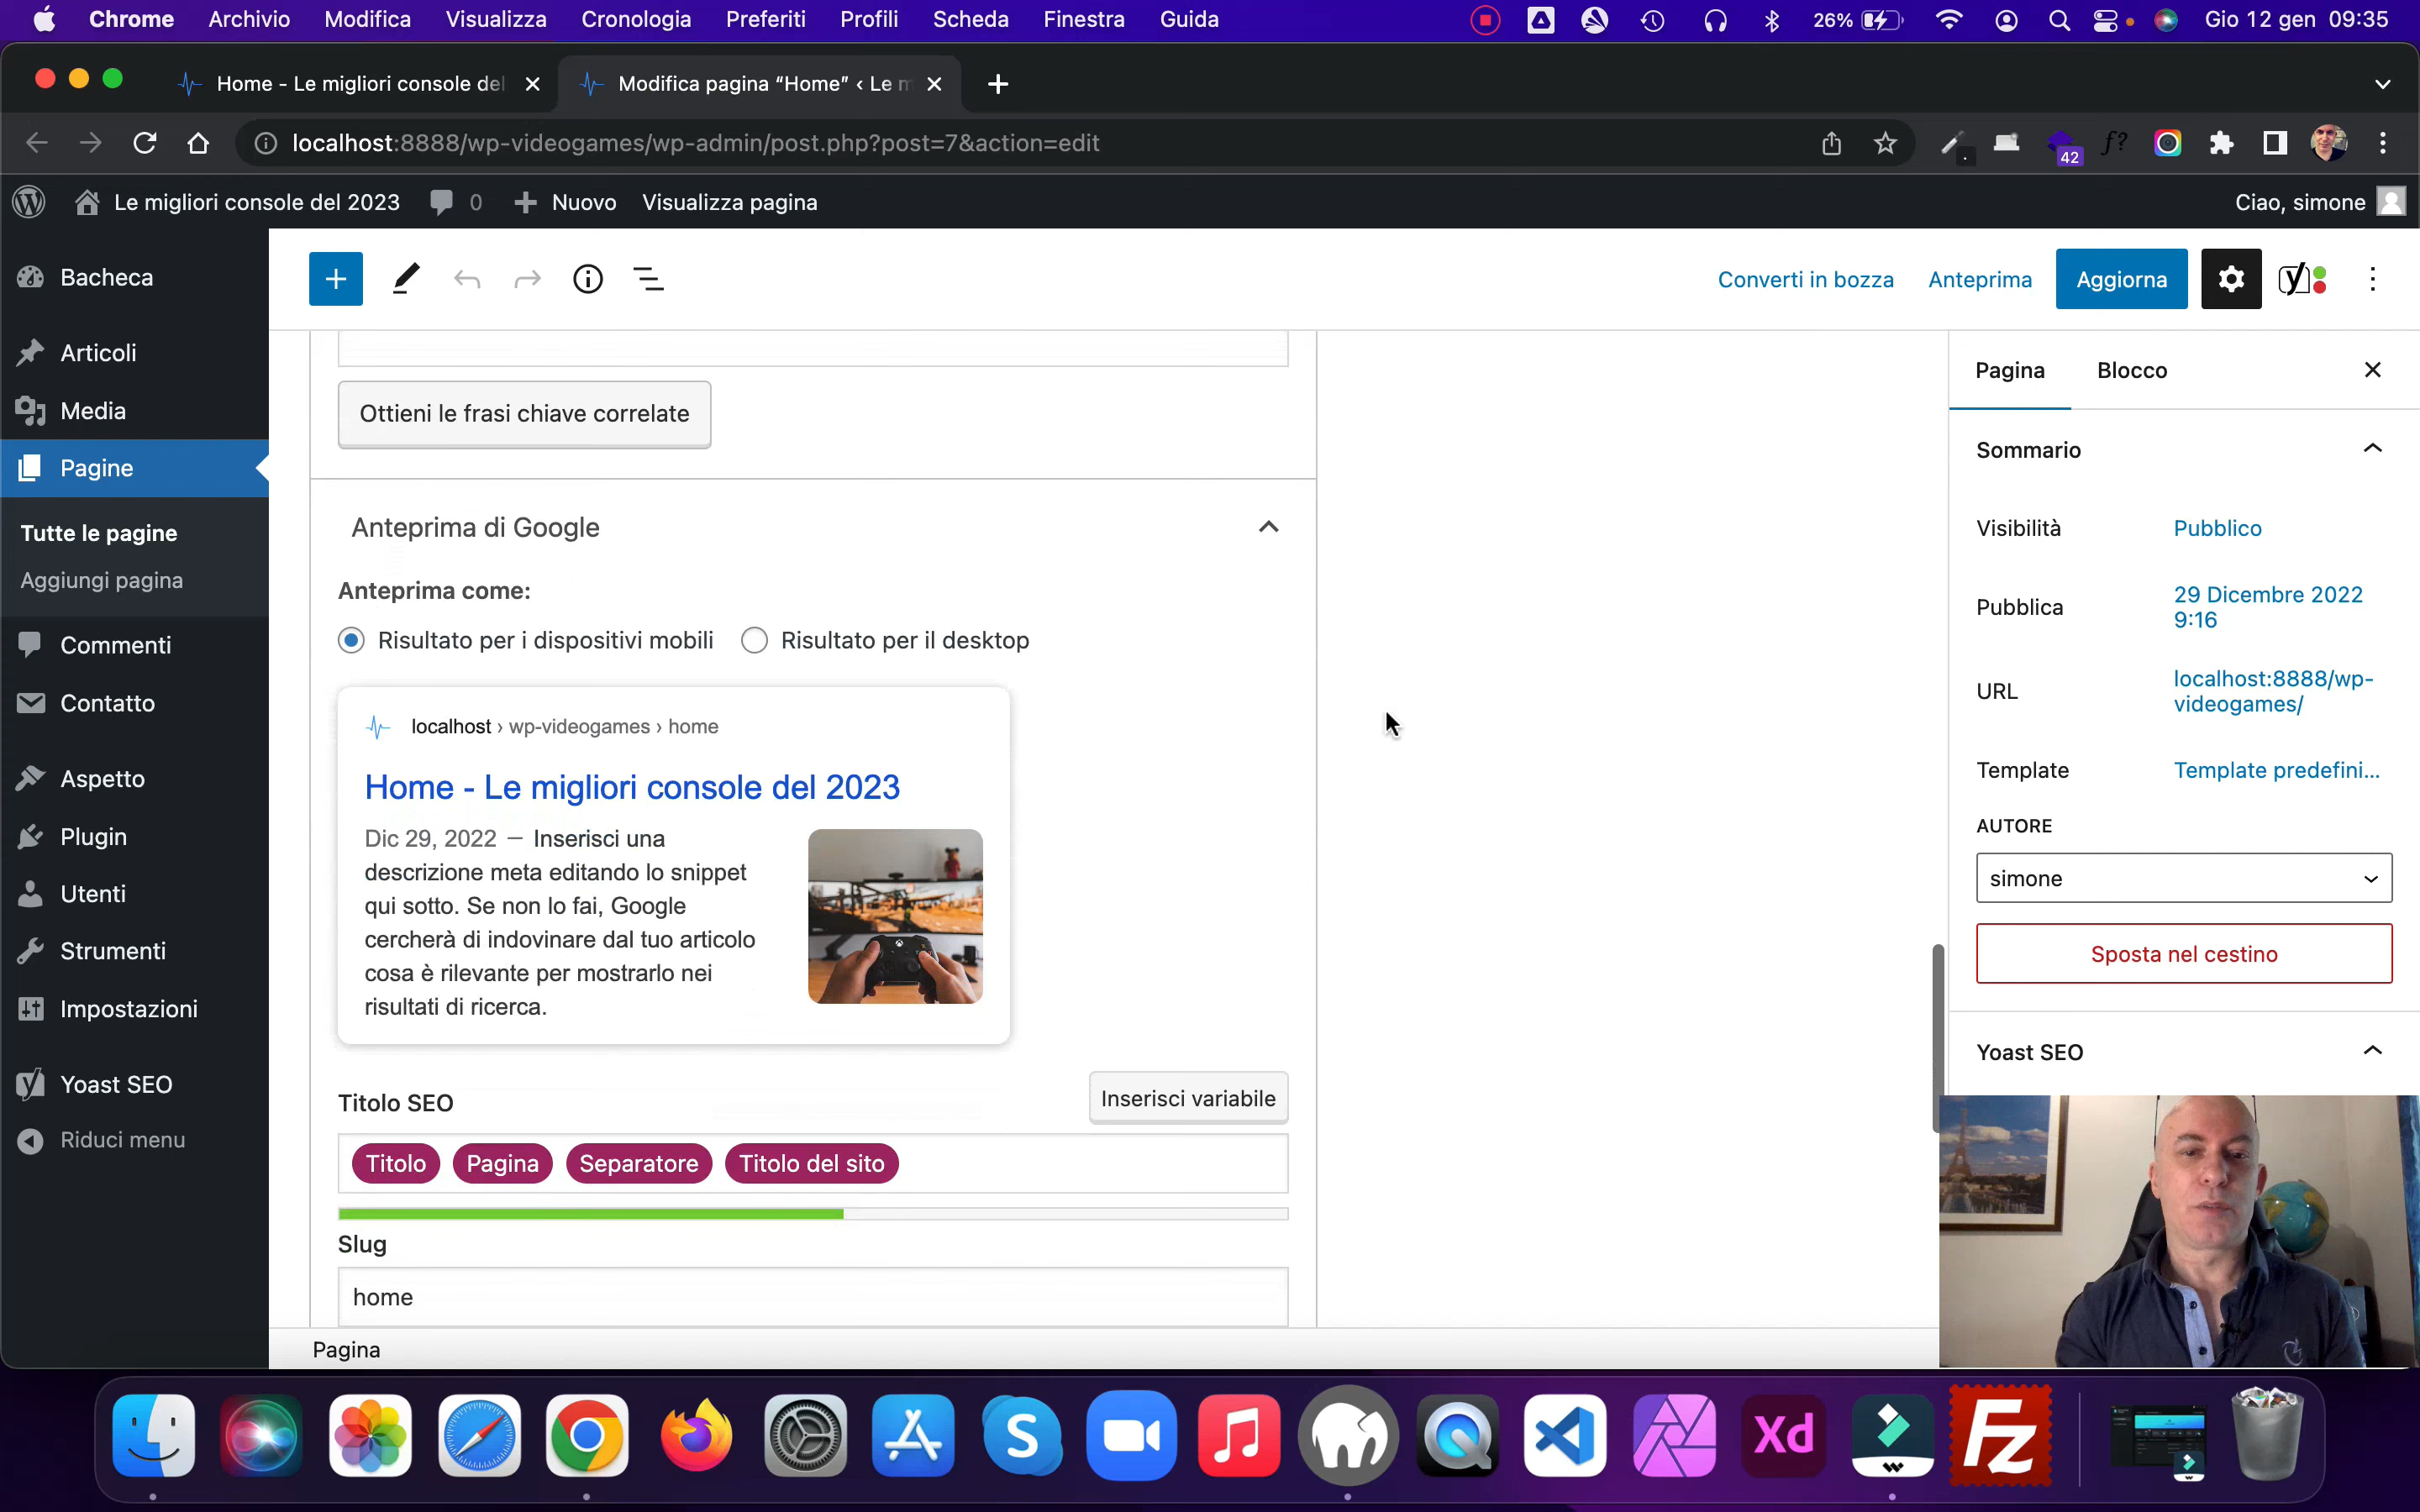 Chrome Archivio Modifica Visualizza Cronologia Preferiti Profili Scheda Finestra Guida 26% Gio 12 gen 09:35
Home - Le migliori console del
Modifica pagina “Home” ‹ Le m
localhost:8888/wp-videogames/wp-admin/post.php?post=7&action=edit
f?
42
Le migliori console del 2023 0 Nuovo Visualizza pagina Ciao, simone
Bacheca
Articoli
Media
Pagine
Tutte le pagine
Aggiungi pagina
Commenti
Contatto
Aspetto
Plugin
Utenti
Strumenti
Impostazioni
Yoast SEO
Riduci menu
Converti in bozza Anteprima Aggiorna
Ottieni le frasi chiave correlate
Anteprima di Google
Anteprima come:
Risultato per i dispositivi mobili Risultato per il desktop
localhost › wp-videogames › home
Home - Le migliori console del 2023
Dic 29, 2022 － Inserisci una
descrizione meta editando lo snippet
qui sotto. Se non lo fai, Google
cercherà di indovinare dal tuo articolo
cosa è rilevante per mostrarlo nei
risultati di ricerca.
Titolo SEO
Inserisci variabile
Titolo Pagina Separatore Titolo del sito
Slug
home
Pagina
Pagina Blocco
Sommario
Visibilità Pubblico
Pubblica 29 Dicembre 2022
9:16
URL localhost:8888/wp-
videogames/
Template Template predefini...
AUTORE
simone
Sposta nel cestino
Yoast SEO
S
Xd
Fz